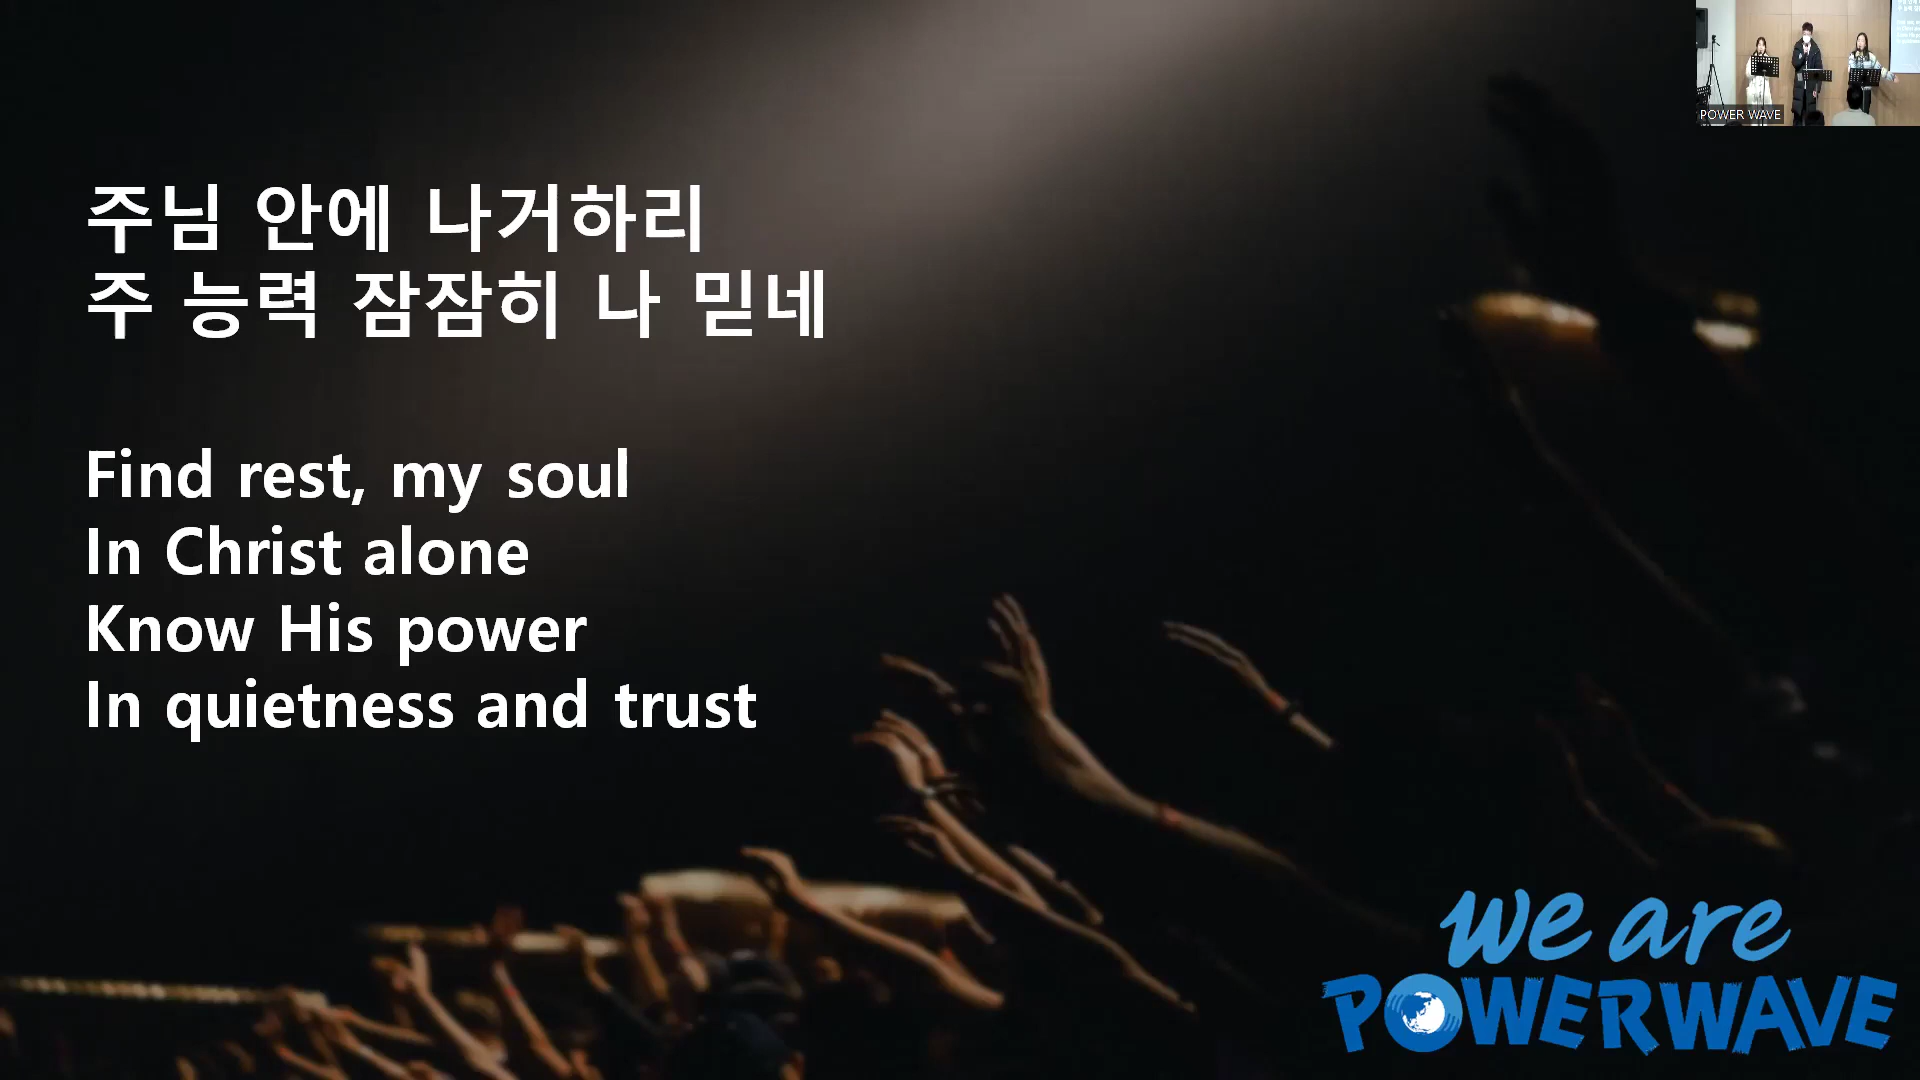 주님 안에 나거하리
주 능력 잠잠히 나 믿네
Find rest, my soul
In Christ alone
Know His power
In quietness and trust
POWER WAVE
we are
POWERWAVE